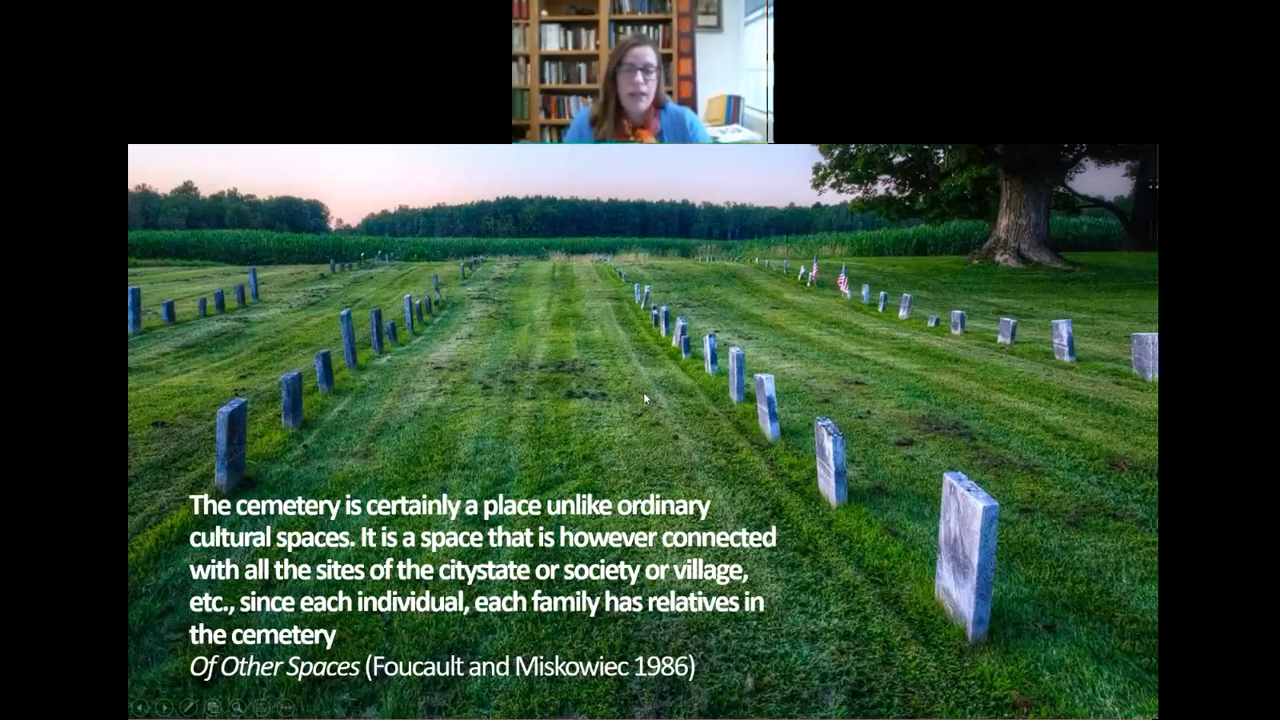 The cemetery is certainly a place unlike ordinary
cultural spaces. It is a space that is however connected
with all the sites of the citystate or society or village,
etc., since each individual, each family has relatives in
the cemetery
Of Other Spaces (Foucault and Miskowiec 1986)